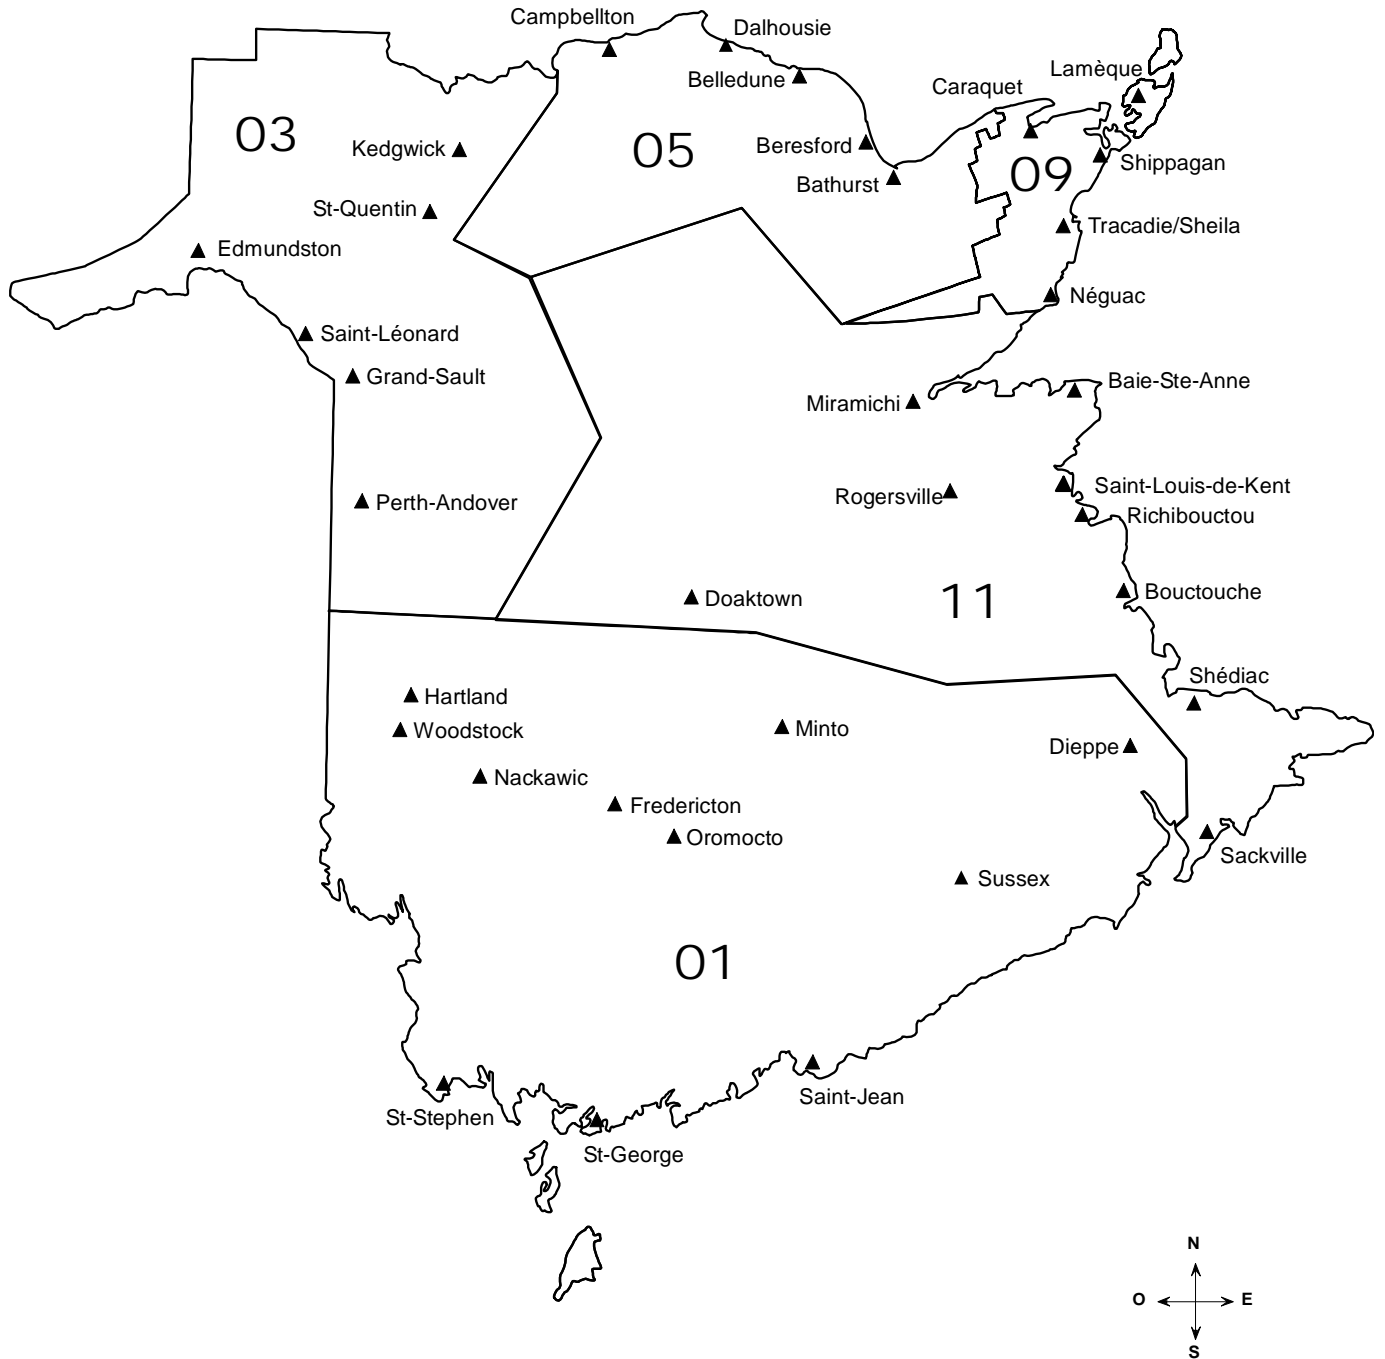 Campbellton
Dalhousie
Lamèque
Belledune
Caraquet
03
Kedgwick
05
Beresford
09
Shippagan
Bathurst
St-Quentin
Tracadie/Sheila
Edmundston
Néguac
Saint-Léonard
Grand-Sault
Baie-Ste-Anne
Miramichi
Perth-Andover
Rogersville
Saint-Louis-de-Kent
Richibouctou
Doaktown
11
Bouctouche
Shédiac
Hartland
Woodstock
Minto
Dieppe
Nackawic
Fredericton
Oromocto
Sackville
Sussex
01
Saint-Jean
St-Stephen
St-George
N
O E
S